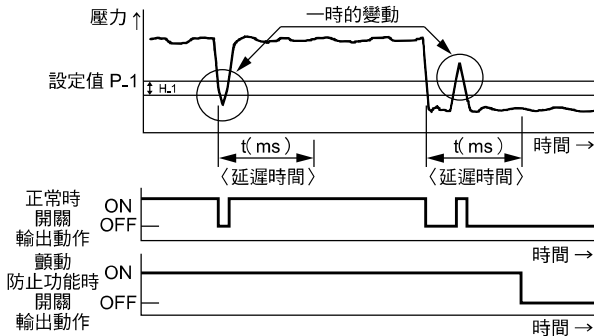 壓力↑
一時的變動
設定值 P-1
H-1
t(ms)
t(ms)
時間→
〈延遲時間〉
〈延遲時間〉
正常時
開關
輸出動作
ON
OFF
時間→
顫動
防止功能時
開關
輸出動作
ON
OFF
時間→